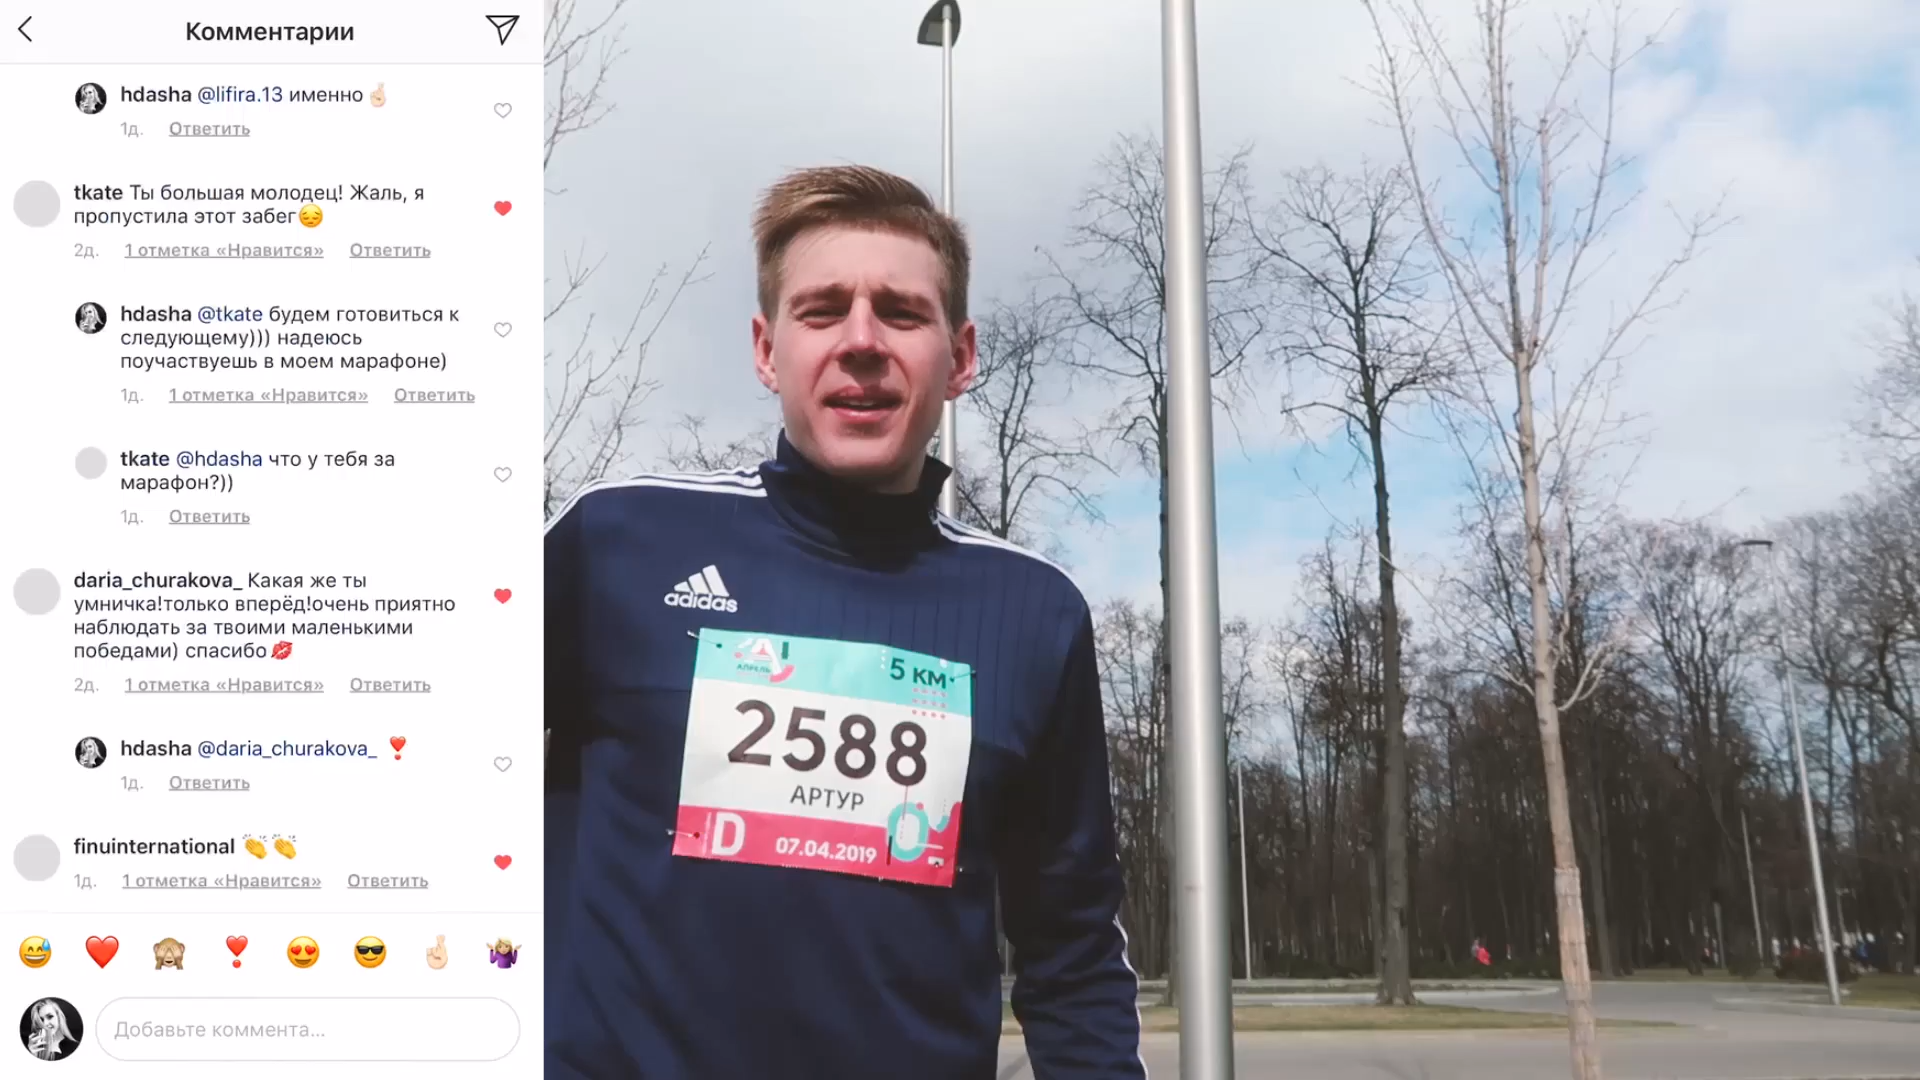 Комментарии
hdasha @lifira.13 именно🤞🏻
1д. Ответить
tkate Ты большая молодец! Жаль, я
пропустила этот забег😔
2д. 1 отметка «Нравится» Ответить
hdasha @tkate будем готовиться к
следующему))) надеюсь
поучаствуешь в моем марафоне)
1д. 1 отметка «Нравится» Ответить
tkate @hdasha что у тебя за
марафон?))
1д. Ответить
daria_churakova_ Какая же ты
умничка!только вперёд!очень приятно
наблюдать за твоими маленькими
победами) спасибо💋
2д. 1 отметка «Нравится» Ответить
hdasha @daria_churakova_ ❣️
1д. Ответить
finuinternational 👏👏
1д. 1 отметка «Нравится» Ответить
Добавьте коммента...
adidas
АПРЕЛЬ
5 КМ
2588
АРТУР
D 07.04.2019